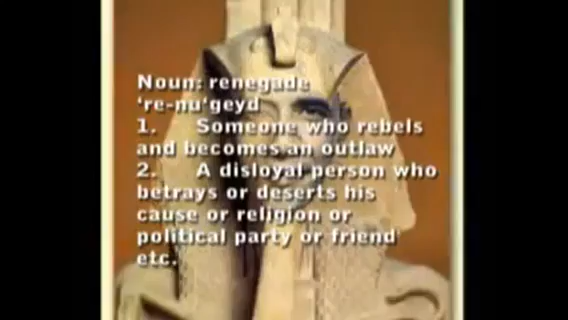 Noun: renegade
‘re-nu‘geyd
1. Someone who rebels
and becomes an outlaw
2. A disloyal person who
betrays or deserts his
cause or religion or
political party or friend
etc.